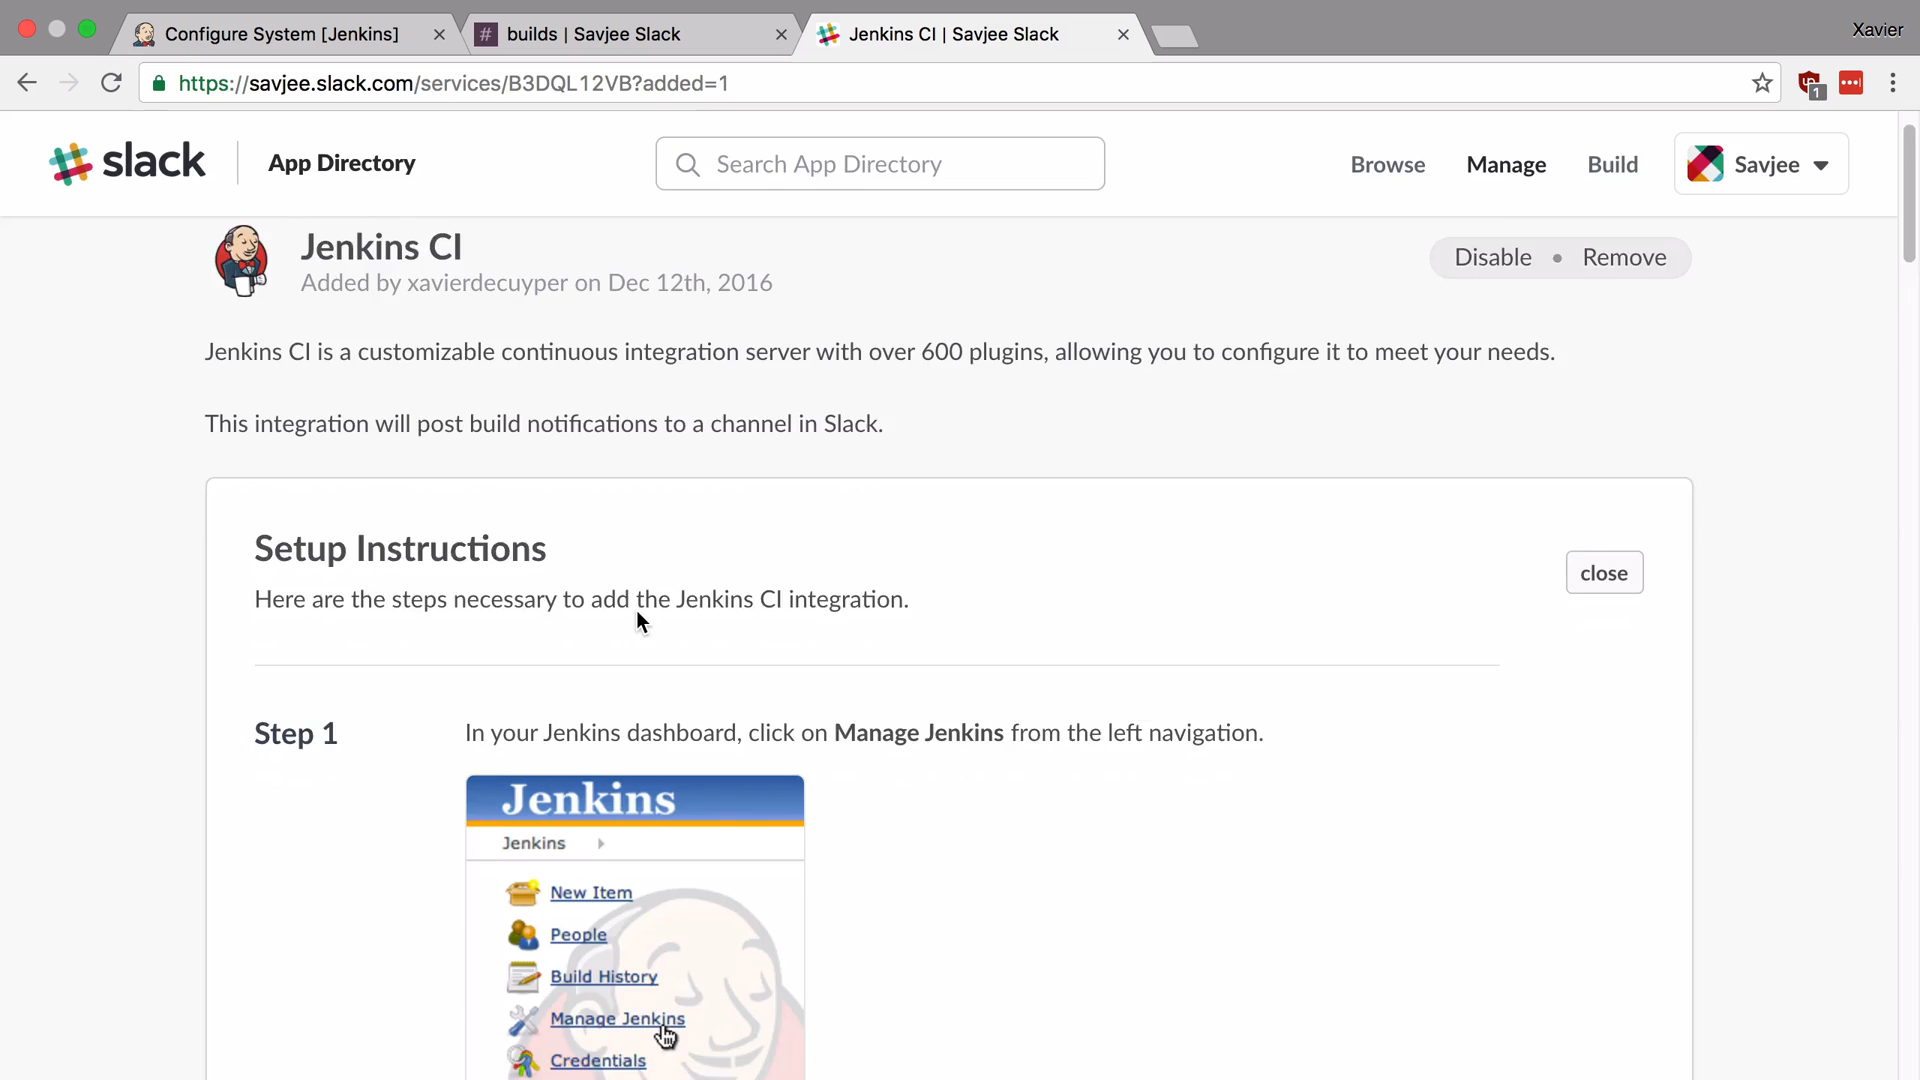 Configure System [Jenkins]
builds | Savjee Slack
Jenkins CI | Savjee Slack
Xavier
https://savjee.slack.com/services/B3DQL12VB?added=1
1
slack
App Directory
Search App Directory
Browse
Manage
Build
Savjee
Jenkins CI
Added by xavierdecuyper on Dec 12th, 2016
Disable • Remove
Jenkins CI is a customizable continuous integration server with over 600 plugins, allowing you to configure it to meet your needs.
This integration will post build notifications to a channel in Slack.
Setup Instructions
close
Here are the steps necessary to add the Jenkins CI integration.
Step 1
In your Jenkins dashboard, click on Manage Jenkins from the left navigation.
Jenkins
Jenkins
New Item
People
Build History
Manage Jenkins
Credentials